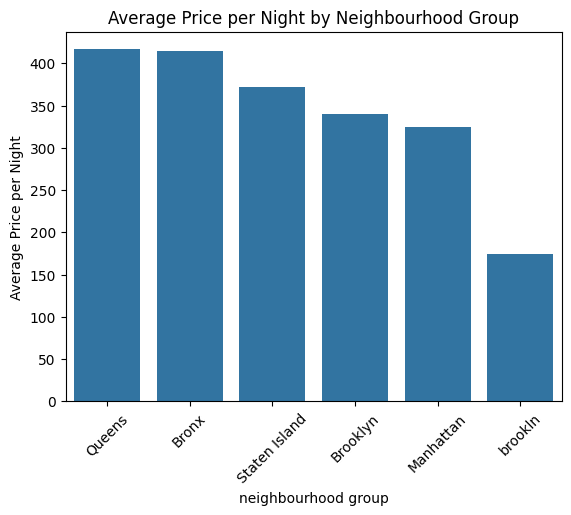 Average Price per Night by Neighbourhood Group
Average Price per Night
400
350
300
250
200
150
100
50
0
Queens
Bronx
Staten Island
Brooklyn
Manhattan
brookln
neighbourhood group